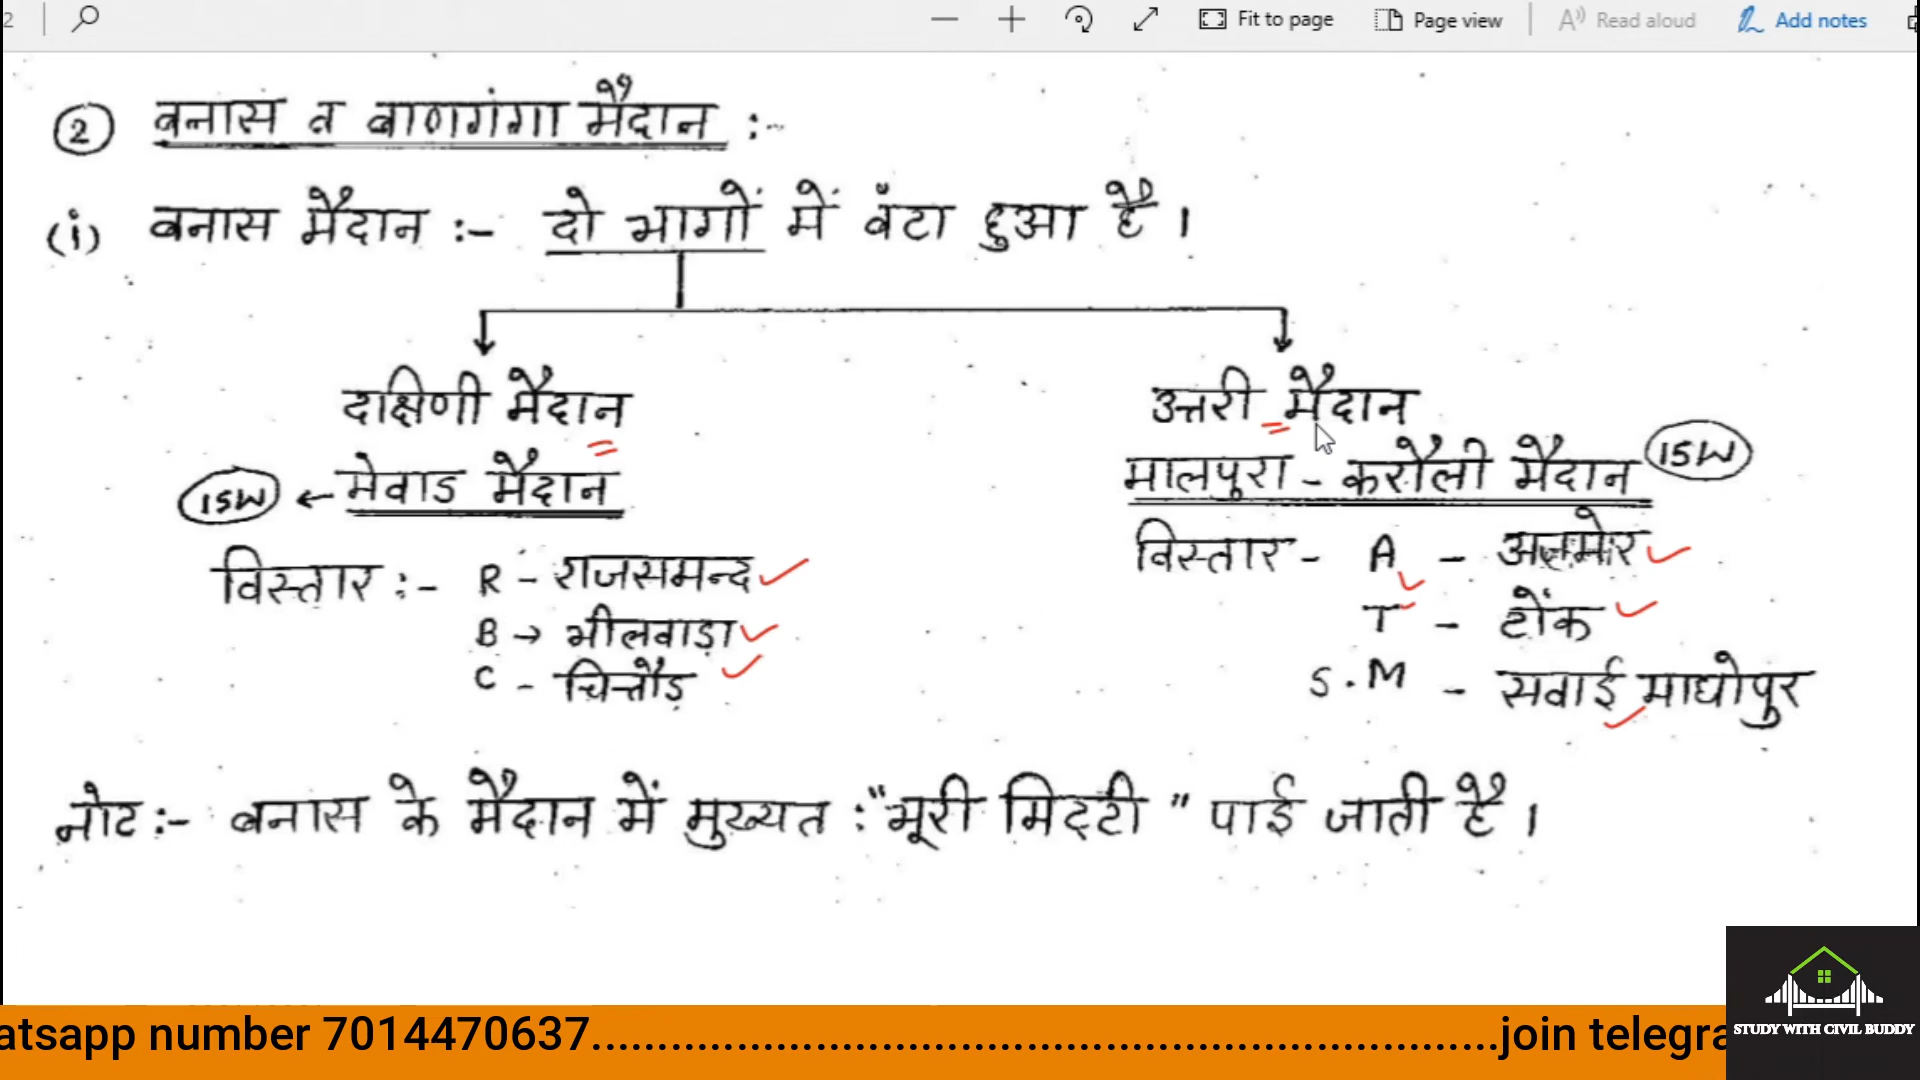 2
Fit to page
Page view
Read aloud
Add notes
② बनास व बाणगंगा मैदान :-
(i) बनास मैदान :- दो भागों में बंटा हुआ है।
दाक्षिणी मैदान
उत्तरी मैदान
15W ← मेवाड मैदान
मालपुरा - करौली मैदान 15W
विस्तार :- R - राजसमन्द
B → भीलवाड़ा
C - चित्तौड़
विस्तार - A - अजमेर
T - टोंक
S.M - सवाई माधोपुर
नोट :- बनास के मैदान में मुख्यत : "भूरी मिट्टी" पाई जाती है।
atsapp number 7014470637......................................................................join telegra
STUDY WITH CIVIL BUDDY